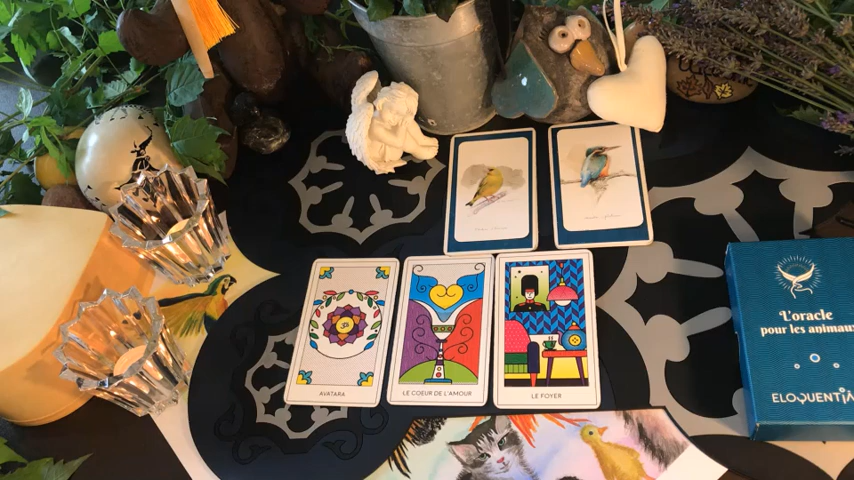 AVATARA
LE COEUR DE L'AMOUR
LE FOYER
L'oracle
pour les animaux
ELOQUENTIA